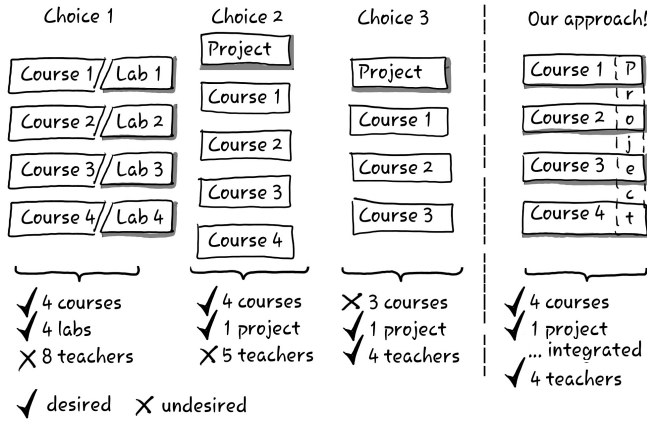 Choice 1
Course 1 // Lab 1
Course 2 // Lab 2
Course 3 // Lab 3
Course 4 // Lab 4
✓ 4 courses
✓ 4 labs
✗ 8 teachers
Choice 2
Project
Course 1
Course 2
Course 3
Course 4
✓ 4 courses
✓ 1 project
✗ 5 teachers
Choice 3
Project
Course 1
Course 2
Course 3
✗ 3 courses
✓ 1 project
✓ 4 teachers
Our approach!
Course 1
Course 2
Course 3
Course 4
Project
✓ 4 courses
✓ 1 project
... integrated
✓ 4 teachers
✓ desired ✗ undesired